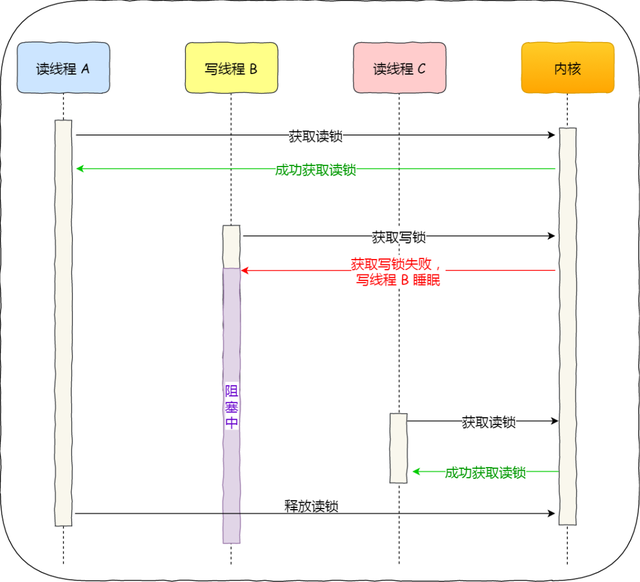 读线程 A
写线程 B
读线程 C
内核
获取读锁
成功获取读锁
获取写锁
获取写锁失败，
写线程 B 睡眠
阻
塞
中
获取读锁
成功获取读锁
释放读锁